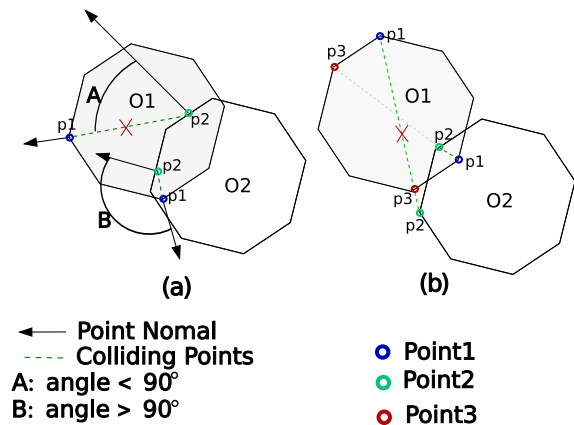 p1
p3
A
O1
O1
p1
p2
p2
p2
p1
O2
p1
p3
O2
B
p2
(a)
(b)
Point Nomal
Colliding Points
A: angle < 90°
B: angle > 90°
Point1
Point2
Point3